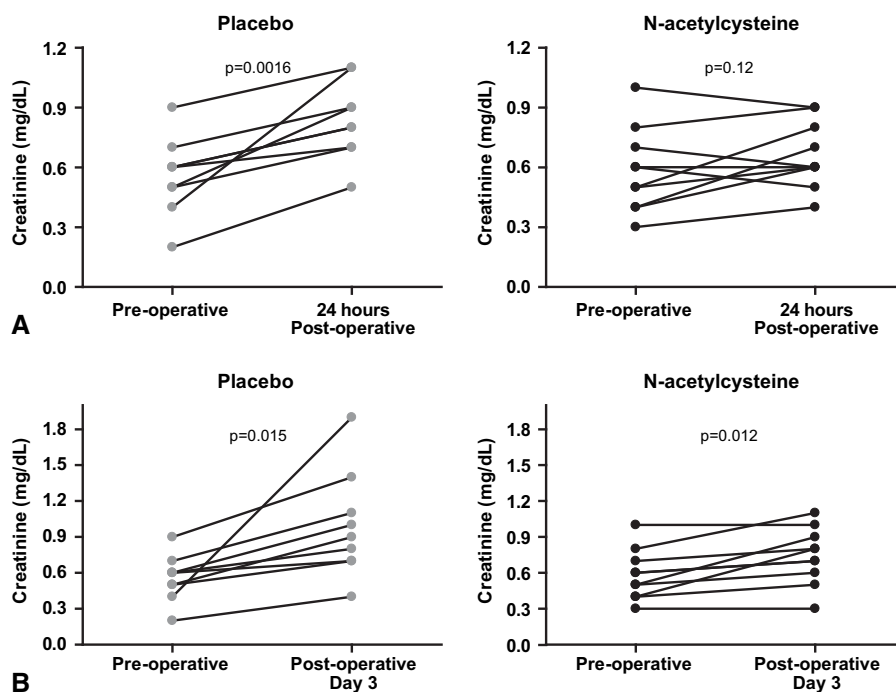 Placebo
N-acetylcysteine
1.2
0.9
0.6
0.3
0.0
Creatinine (mg/dL)
p=0.0016
Pre-operative
24 hours
Post-operative
1.2
0.9
0.6
0.3
0.0
Creatinine (mg/dL)
p=0.12
Pre-operative
24 hours
Post-operative
A
Placebo
N-acetylcysteine
1.8
1.5
1.2
0.9
0.6
0.3
0.0
Creatinine (mg/dL)
p=0.015
Pre-operative
Post-operative
Day 3
1.8
1.5
1.2
0.9
0.6
0.3
0.0
Creatinine (mg/dL)
p=0.012
Pre-operative
Post-operative
Day 3
B